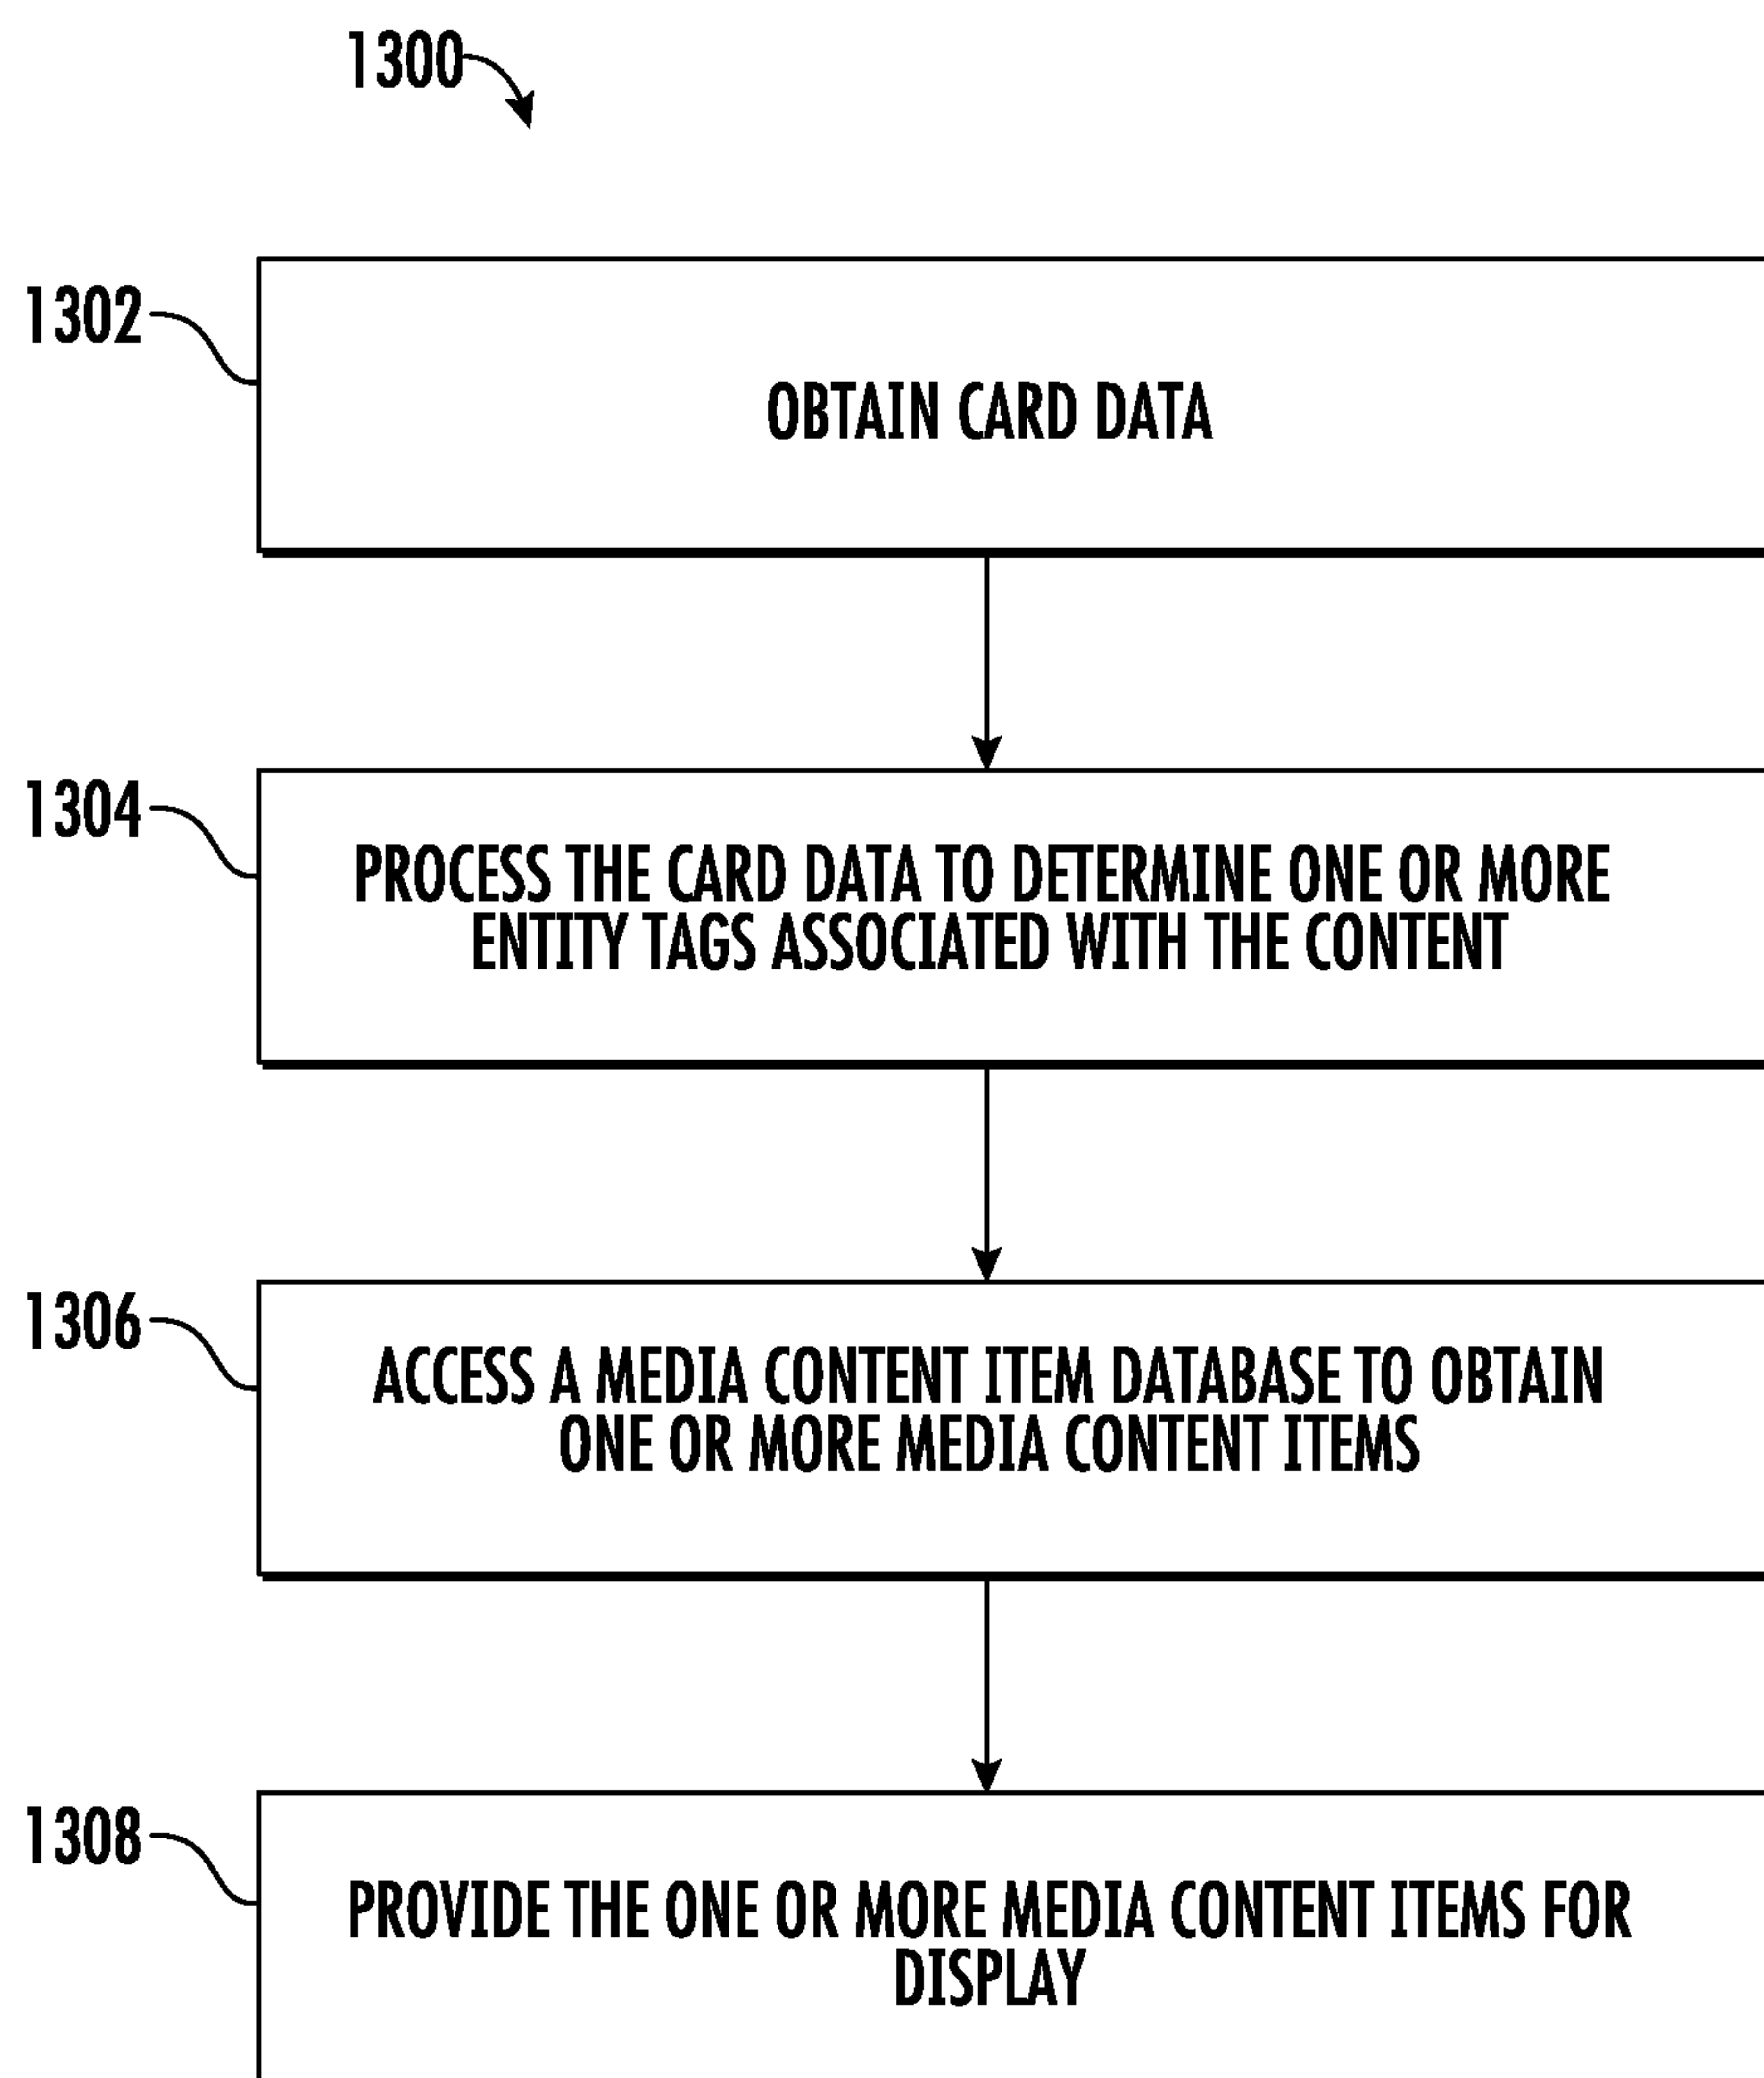 1300
1302
OBTAIN CARD DATA
1304
PROCESS THE CARD DATA TO DETERMINE ONE OR MORE
ENTITY TAGS ASSOCIATED WITH THE CONTENT
1306
ACCESS A MEDIA CONTENT ITEM DATABASE TO OBTAIN
ONE OR MORE MEDIA CONTENT ITEMS
1308
PROVIDE THE ONE OR MORE MEDIA CONTENT ITEMS FOR
DISPLAY